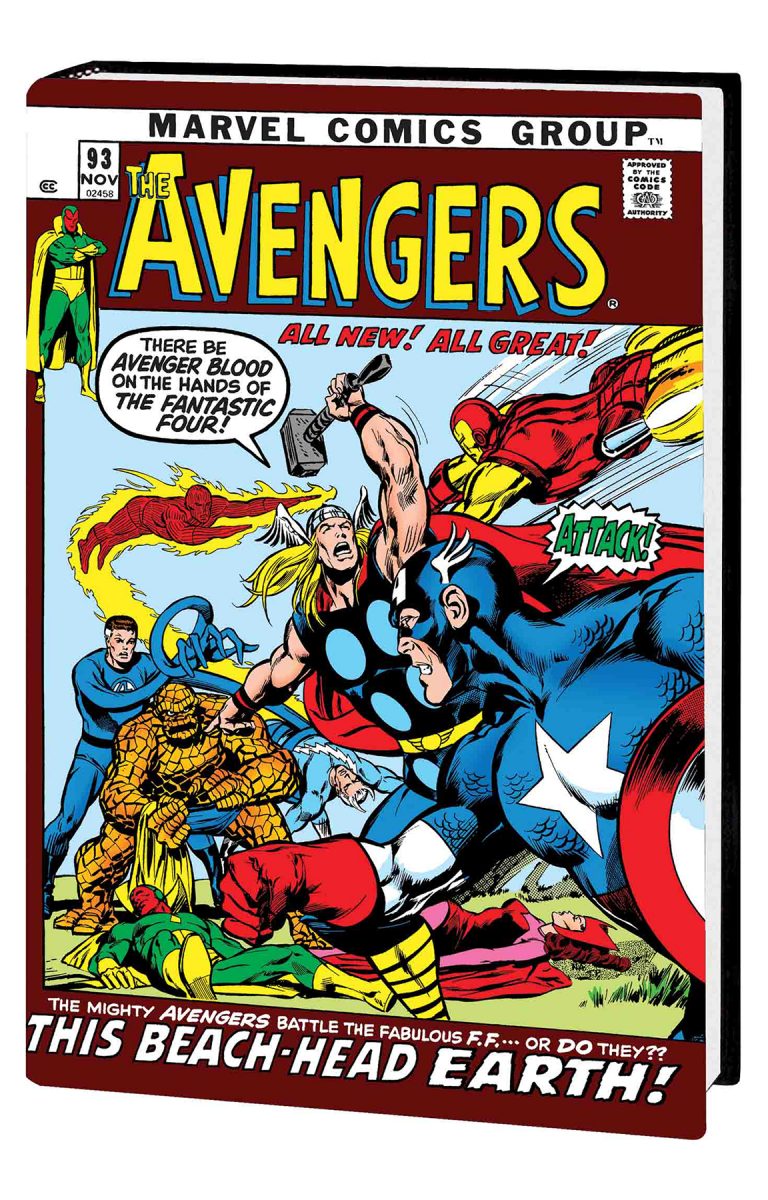 MARVEL COMICS GROUP TM
93
NOV
02458
CC
APPROVED
BY THE
COMICS
CODE
CA
AUTHORITY
THE AVENGERS ®
ALL NEW! ALL GREAT!
THERE BE
AVENGER BLOOD
ON THE HANDS OF
THE FANTASTIC
FOUR!
ATTACK!
4
THE MIGHTY AVENGERS BATTLE THE FABULOUS F.F.... OR DO THEY??
THIS BEACH-HEAD EARTH!